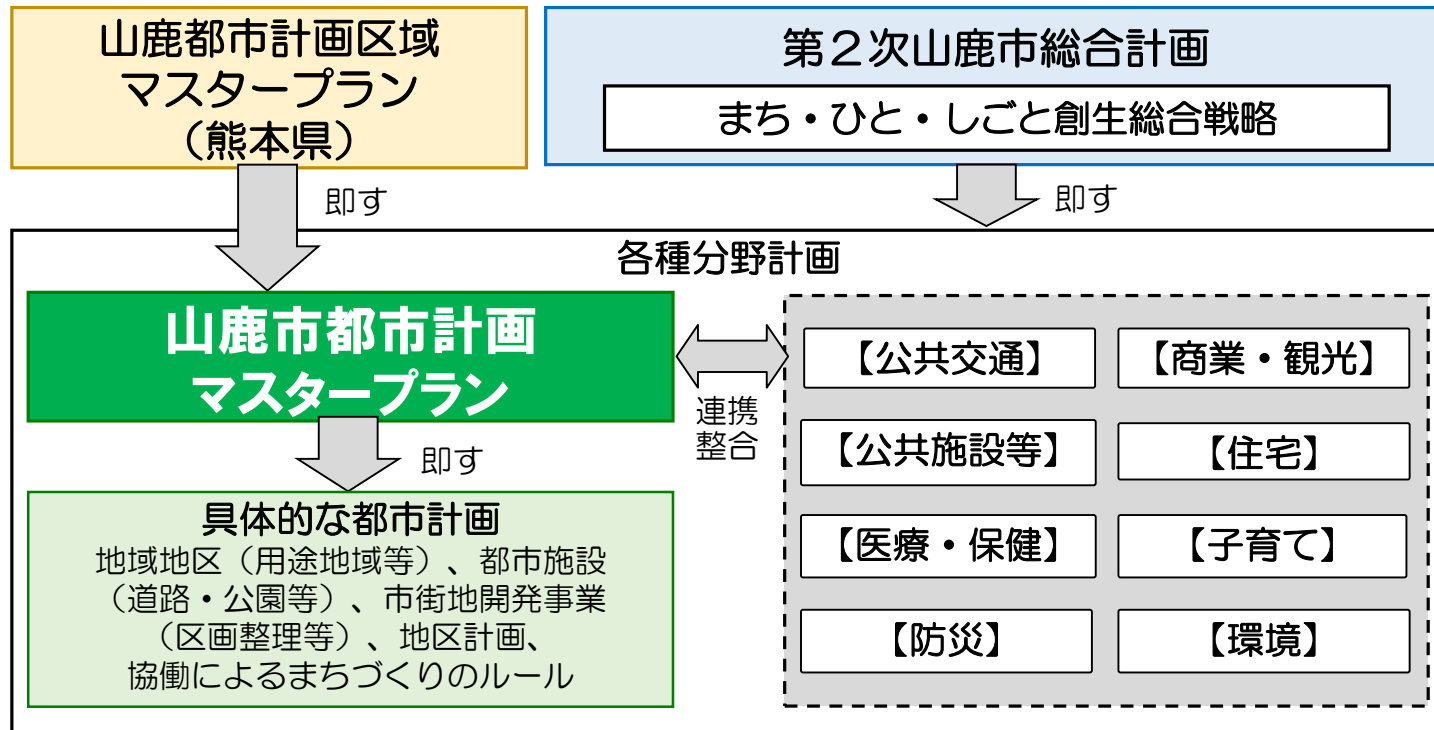 山鹿都市計画区域
マスタープラン
（熊本県）
第２次山鹿市総合計画
まち・ひと・しごと創生総合戦略
即す
即す
各種分野計画
山鹿市都市計画
マスタープラン
連携
整合
即す
具体的な都市計画
地域地区（用途地域等）、都市施設
（道路・公園等）、市街地開発事業
（区画整理等）、地区計画、
協働によるまちづくりのルール
【公共交通】
【商業・観光】
【公共施設等】
【住宅】
【医療・保健】
【子育て】
【防災】
【環境】